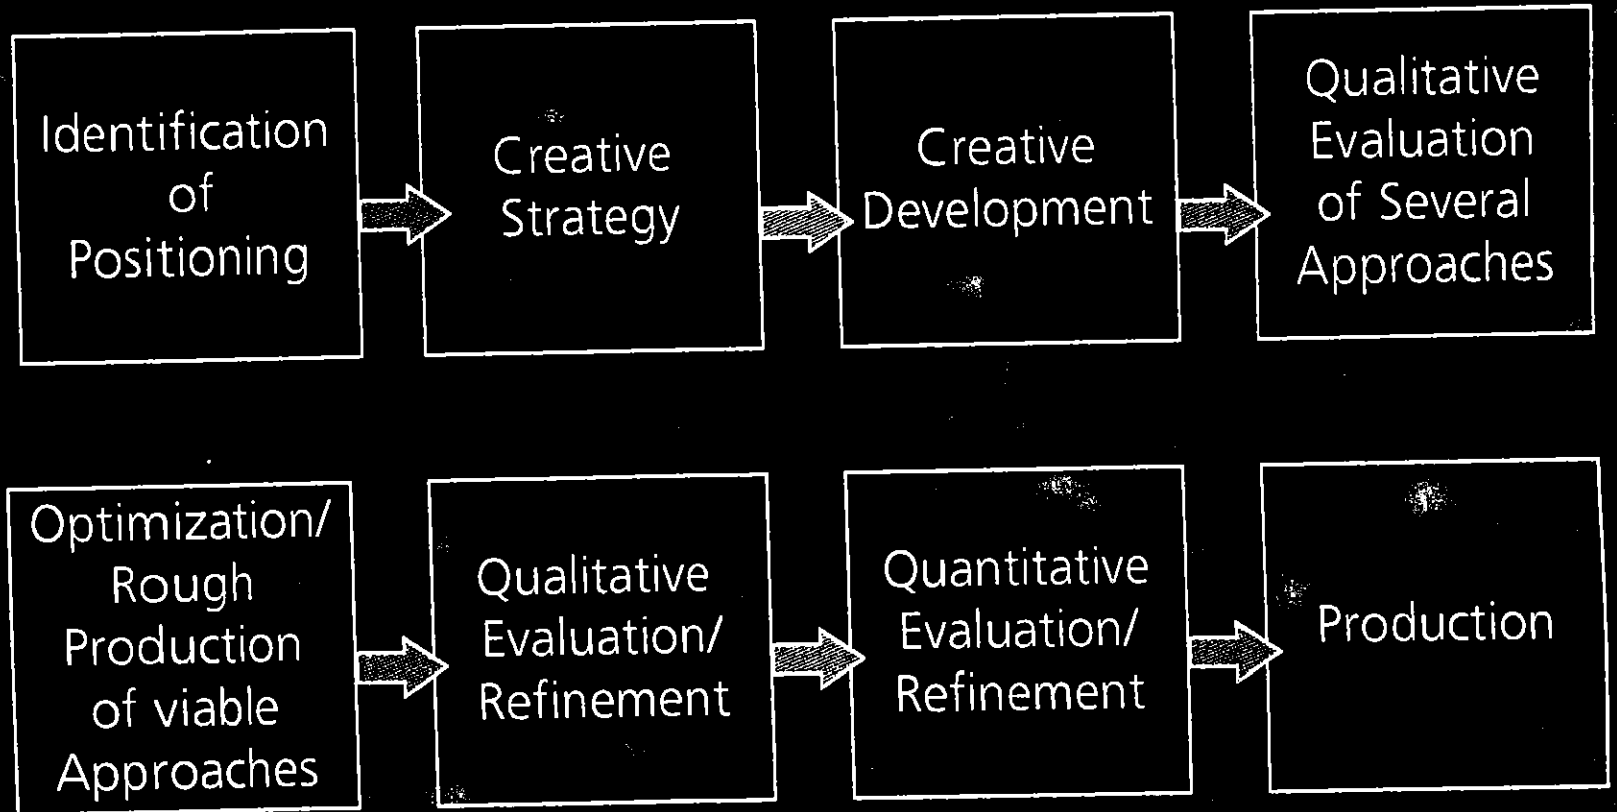 Identification
of
Positioning
Creative
Strategy
Creative
Development
Qualitative
Evaluation
of Several
Approaches
Optimization/
Rough
Production
of viable
Approaches
Qualitative
Evaluation/
Refinement
Quantitative
Evaluation/
Refinement
Production